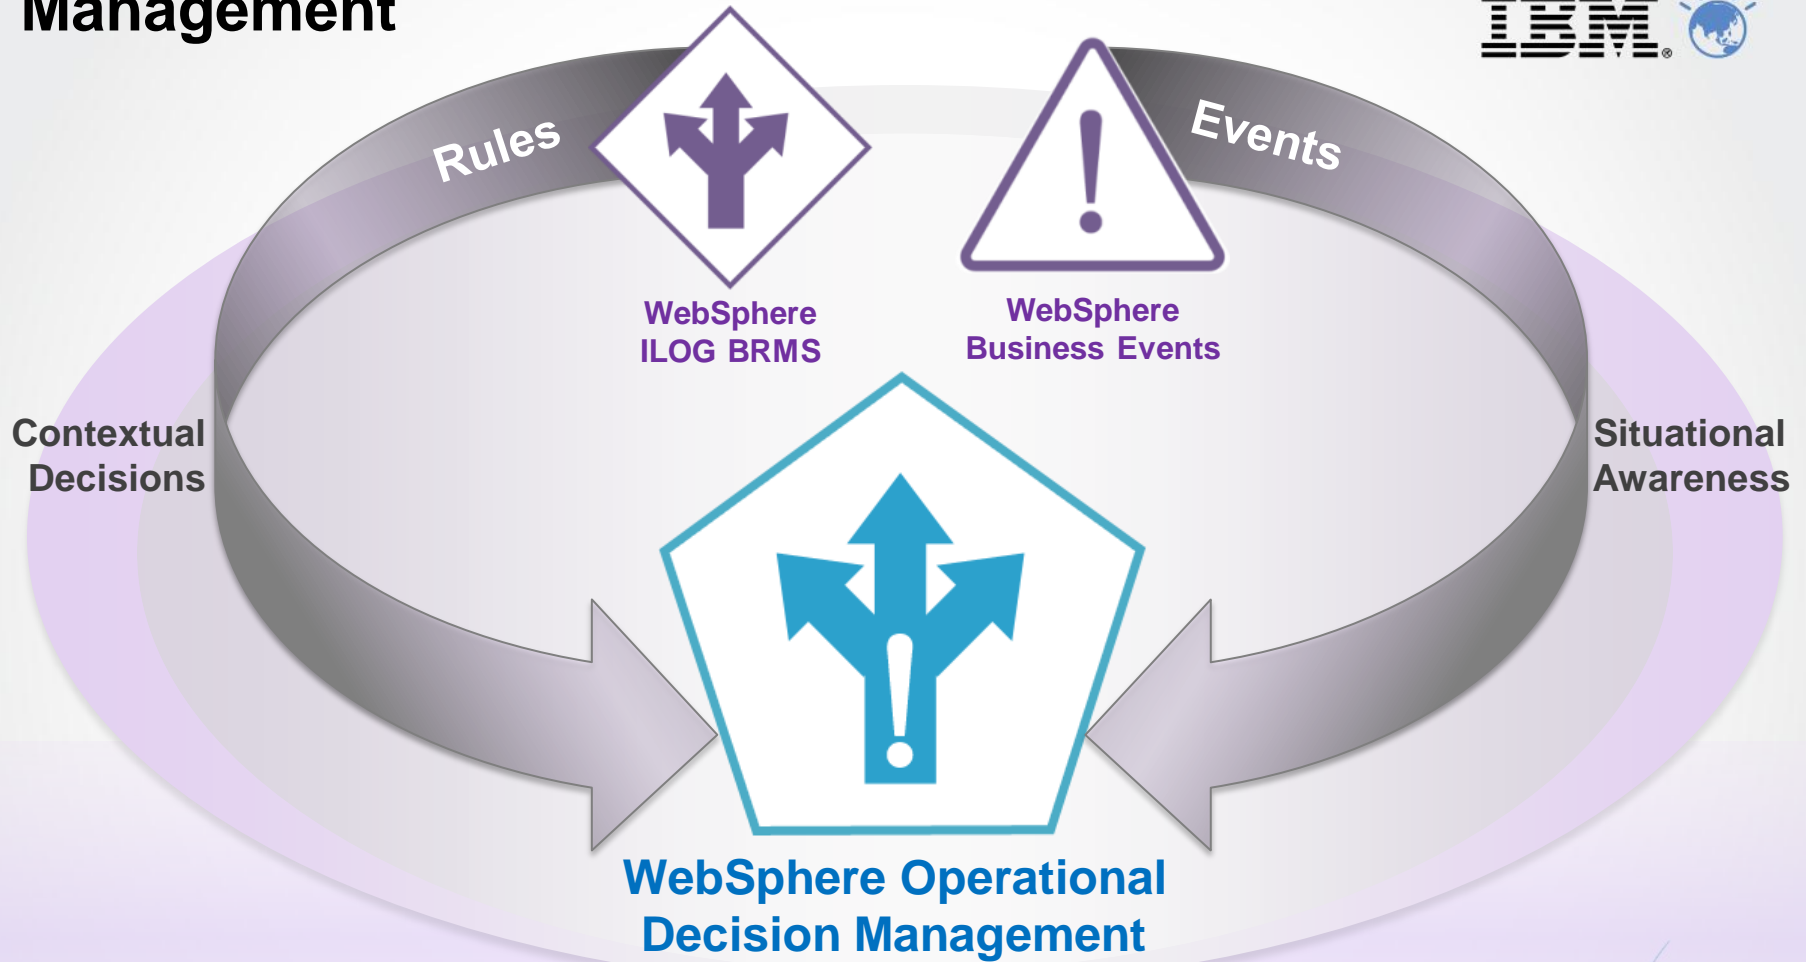 Management
IBM®
Rules
Events
WebSphere
ILOG BRMS
WebSphere
Business Events
Contextual
Decisions
Situational
Awareness
WebSphere Operational
Decision Management